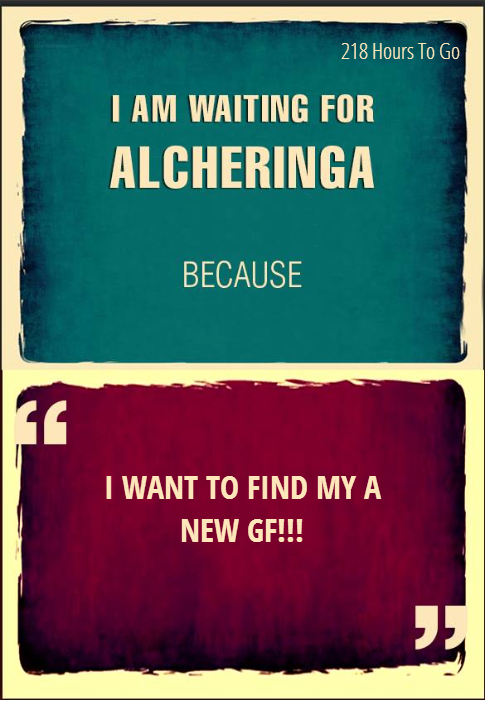 218 Hours To Go
I AM WAITING FOR
ALCHERINGA
BECAUSE
“
I WANT TO FIND MY A
NEW GF!!!
”